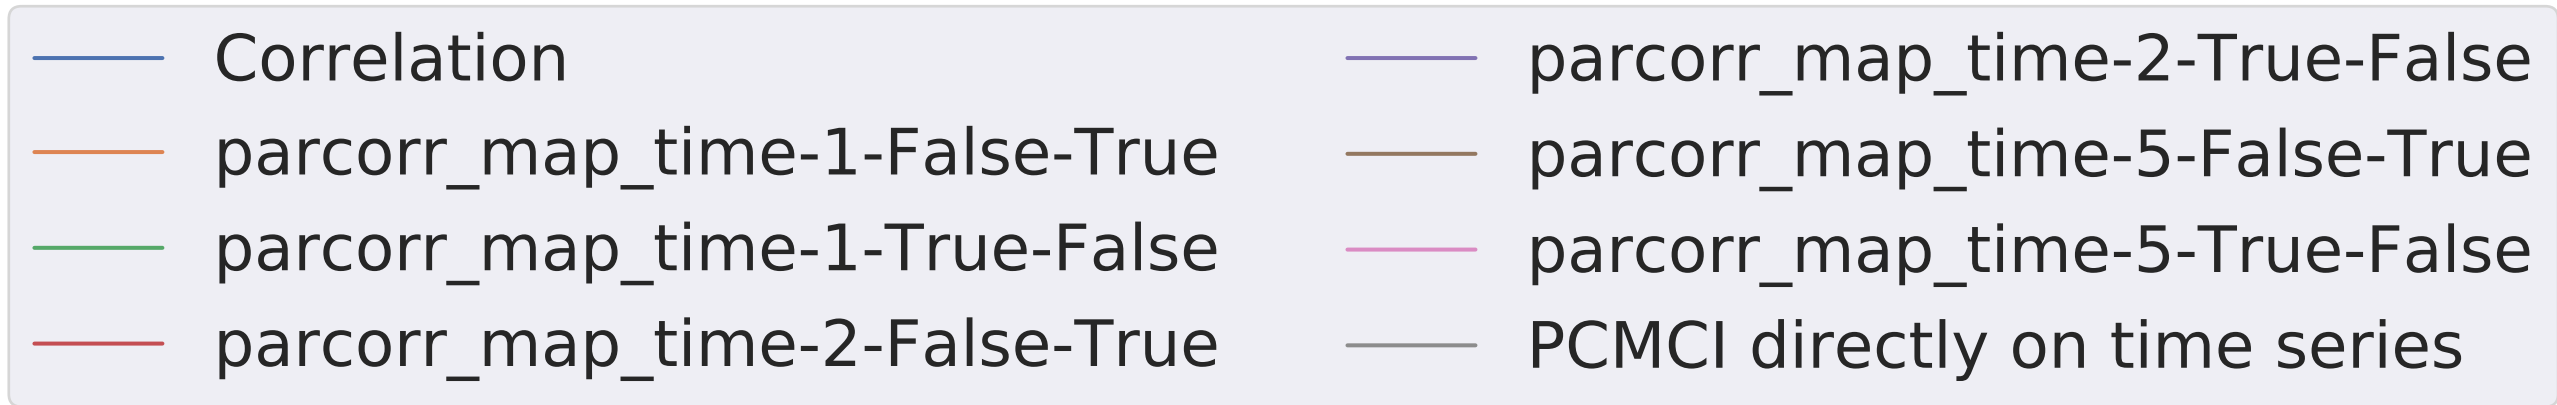 Correlation
parcorr_map_time-1-False-True
parcorr_map_time-1-True-False
parcorr_map_time-2-False-True
parcorr_map_time-2-True-False
parcorr_map_time-5-False-True
parcorr_map_time-5-True-False
PCMCI directly on time series